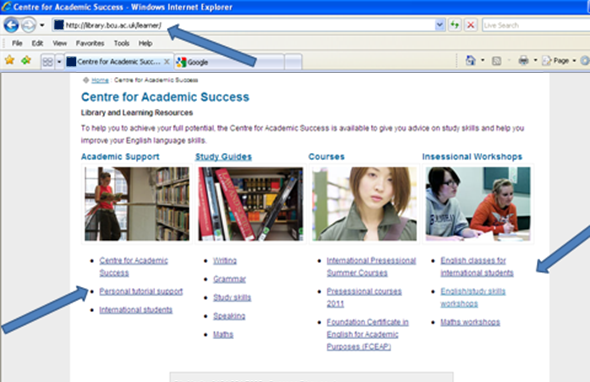 Centre for Academic Success - Windows Internet Explorer
http://library.bcu.ac.uk/learner/
Live Search
File Edit View Favorites Tools Help
Centre for Academic Succ...
Google
Page
Home Centre for Academic Success
Centre for Academic Success
Library and Learning Resources
To help you to achieve your full potential, the Centre for Academic Success is available to give you advice on study skills and help you
improve your English language skills.
Academic Support Study Guides Courses Insessional Workshops
Centre for Academic
Success
Personal tutorial support
International students
Writing
Grammar
Study skills
Speaking
Maths
International Presessional
Summer Courses
Presessional courses
2011
Foundation Certificate in
English for Academic
Purposes (FCEAP)
English classes for
international students
English/study skills
workshops
Maths workshops